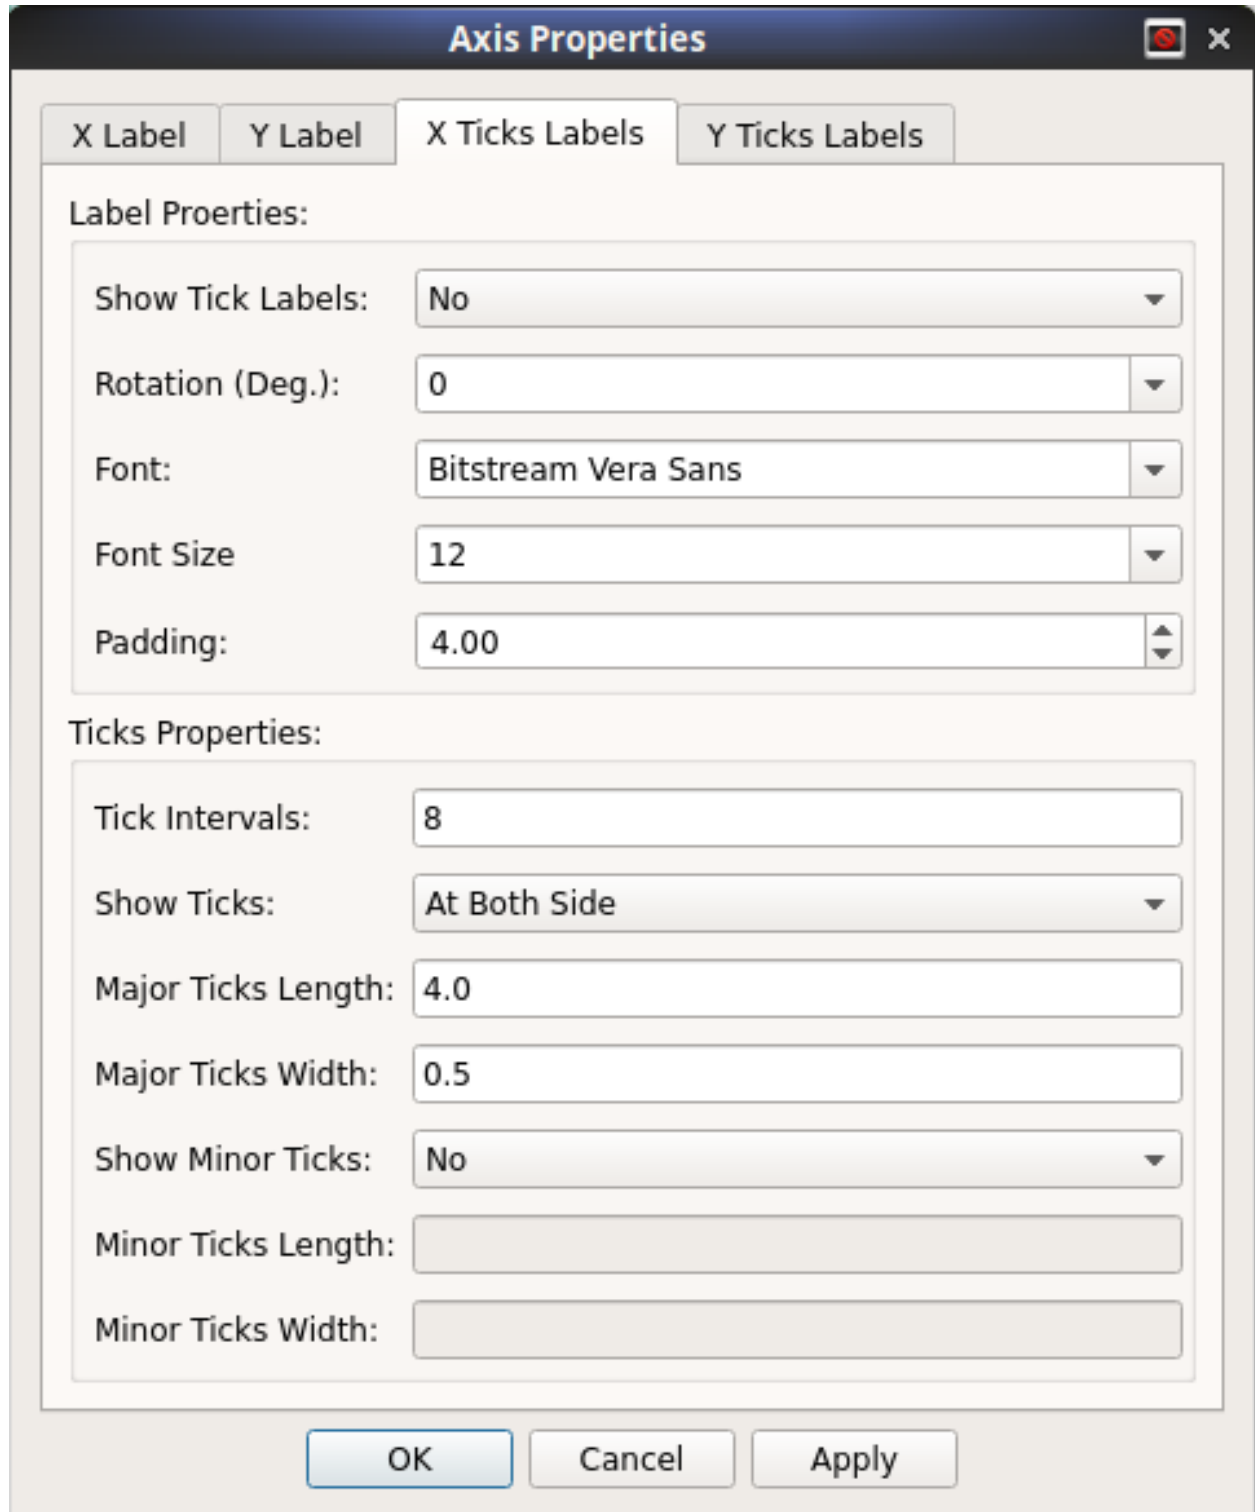 Axis Properties
X Label Y Label X Ticks Labels Y Ticks Labels
Label Proerties:
Show Tick Labels: No
Rotation (Deg.): 0
Font: Bitstream Vera Sans
Font Size 12
Padding: 4.00
Ticks Properties:
Tick Intervals: 8
Show Ticks: At Both Side
Major Ticks Length: 4.0
Major Ticks Width: 0.5
Show Minor Ticks: No
Minor Ticks Length:
Minor Ticks Width:
OK Cancel Apply